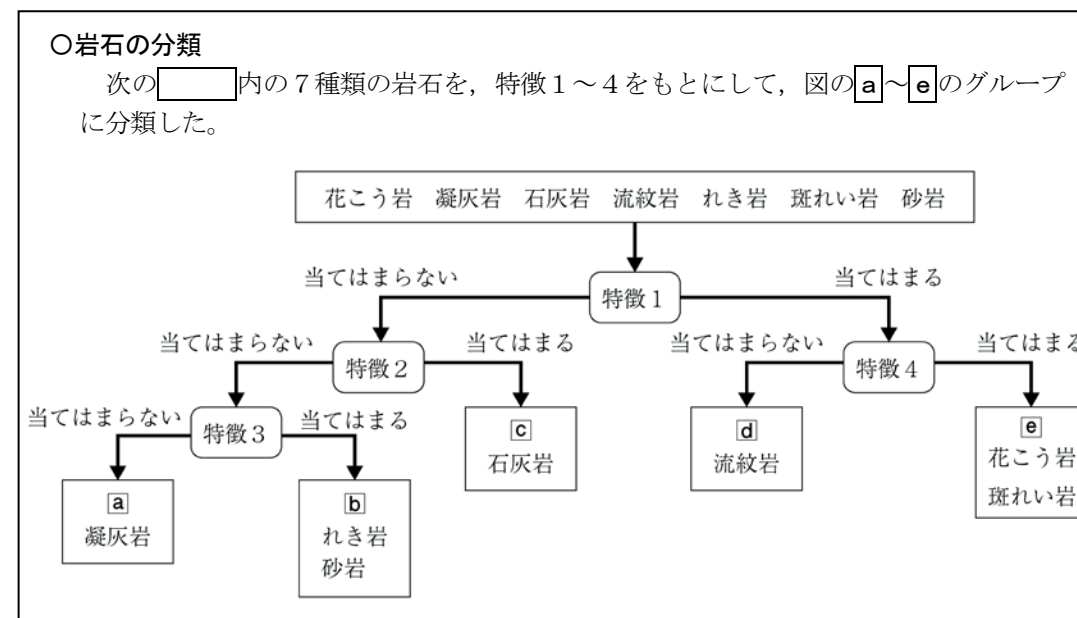 〇岩石の分類
次の　　　内の７種類の岩石を，特徴１～４をもとにして，図のa～eのグループ
に分類した。
花こう岩　凝灰岩　石灰岩　流紋岩　れき岩　斑れい岩　砂岩
当てはまらない　当てはまる
特徴１
当てはまらない　当てはまる　当てはまらない　当てはまる
特徴２　特徴４
当てはまらない　当てはまる
特徴３
c
石灰岩
d
流紋岩
e
花こう岩
斑れい岩
a
凝灰岩
b
れき岩
砂岩